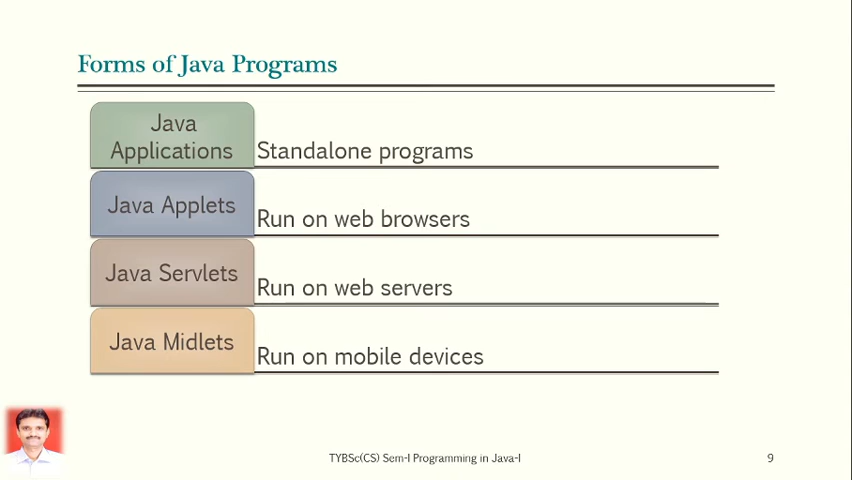 Forms of Java Programs
Java
Applications
Standalone programs
Java Applets
Run on web browsers
Java Servlets
Run on web servers
Java Midlets
Run on mobile devices
TYBSc(CS) Sem-I Programming in Java-I
9